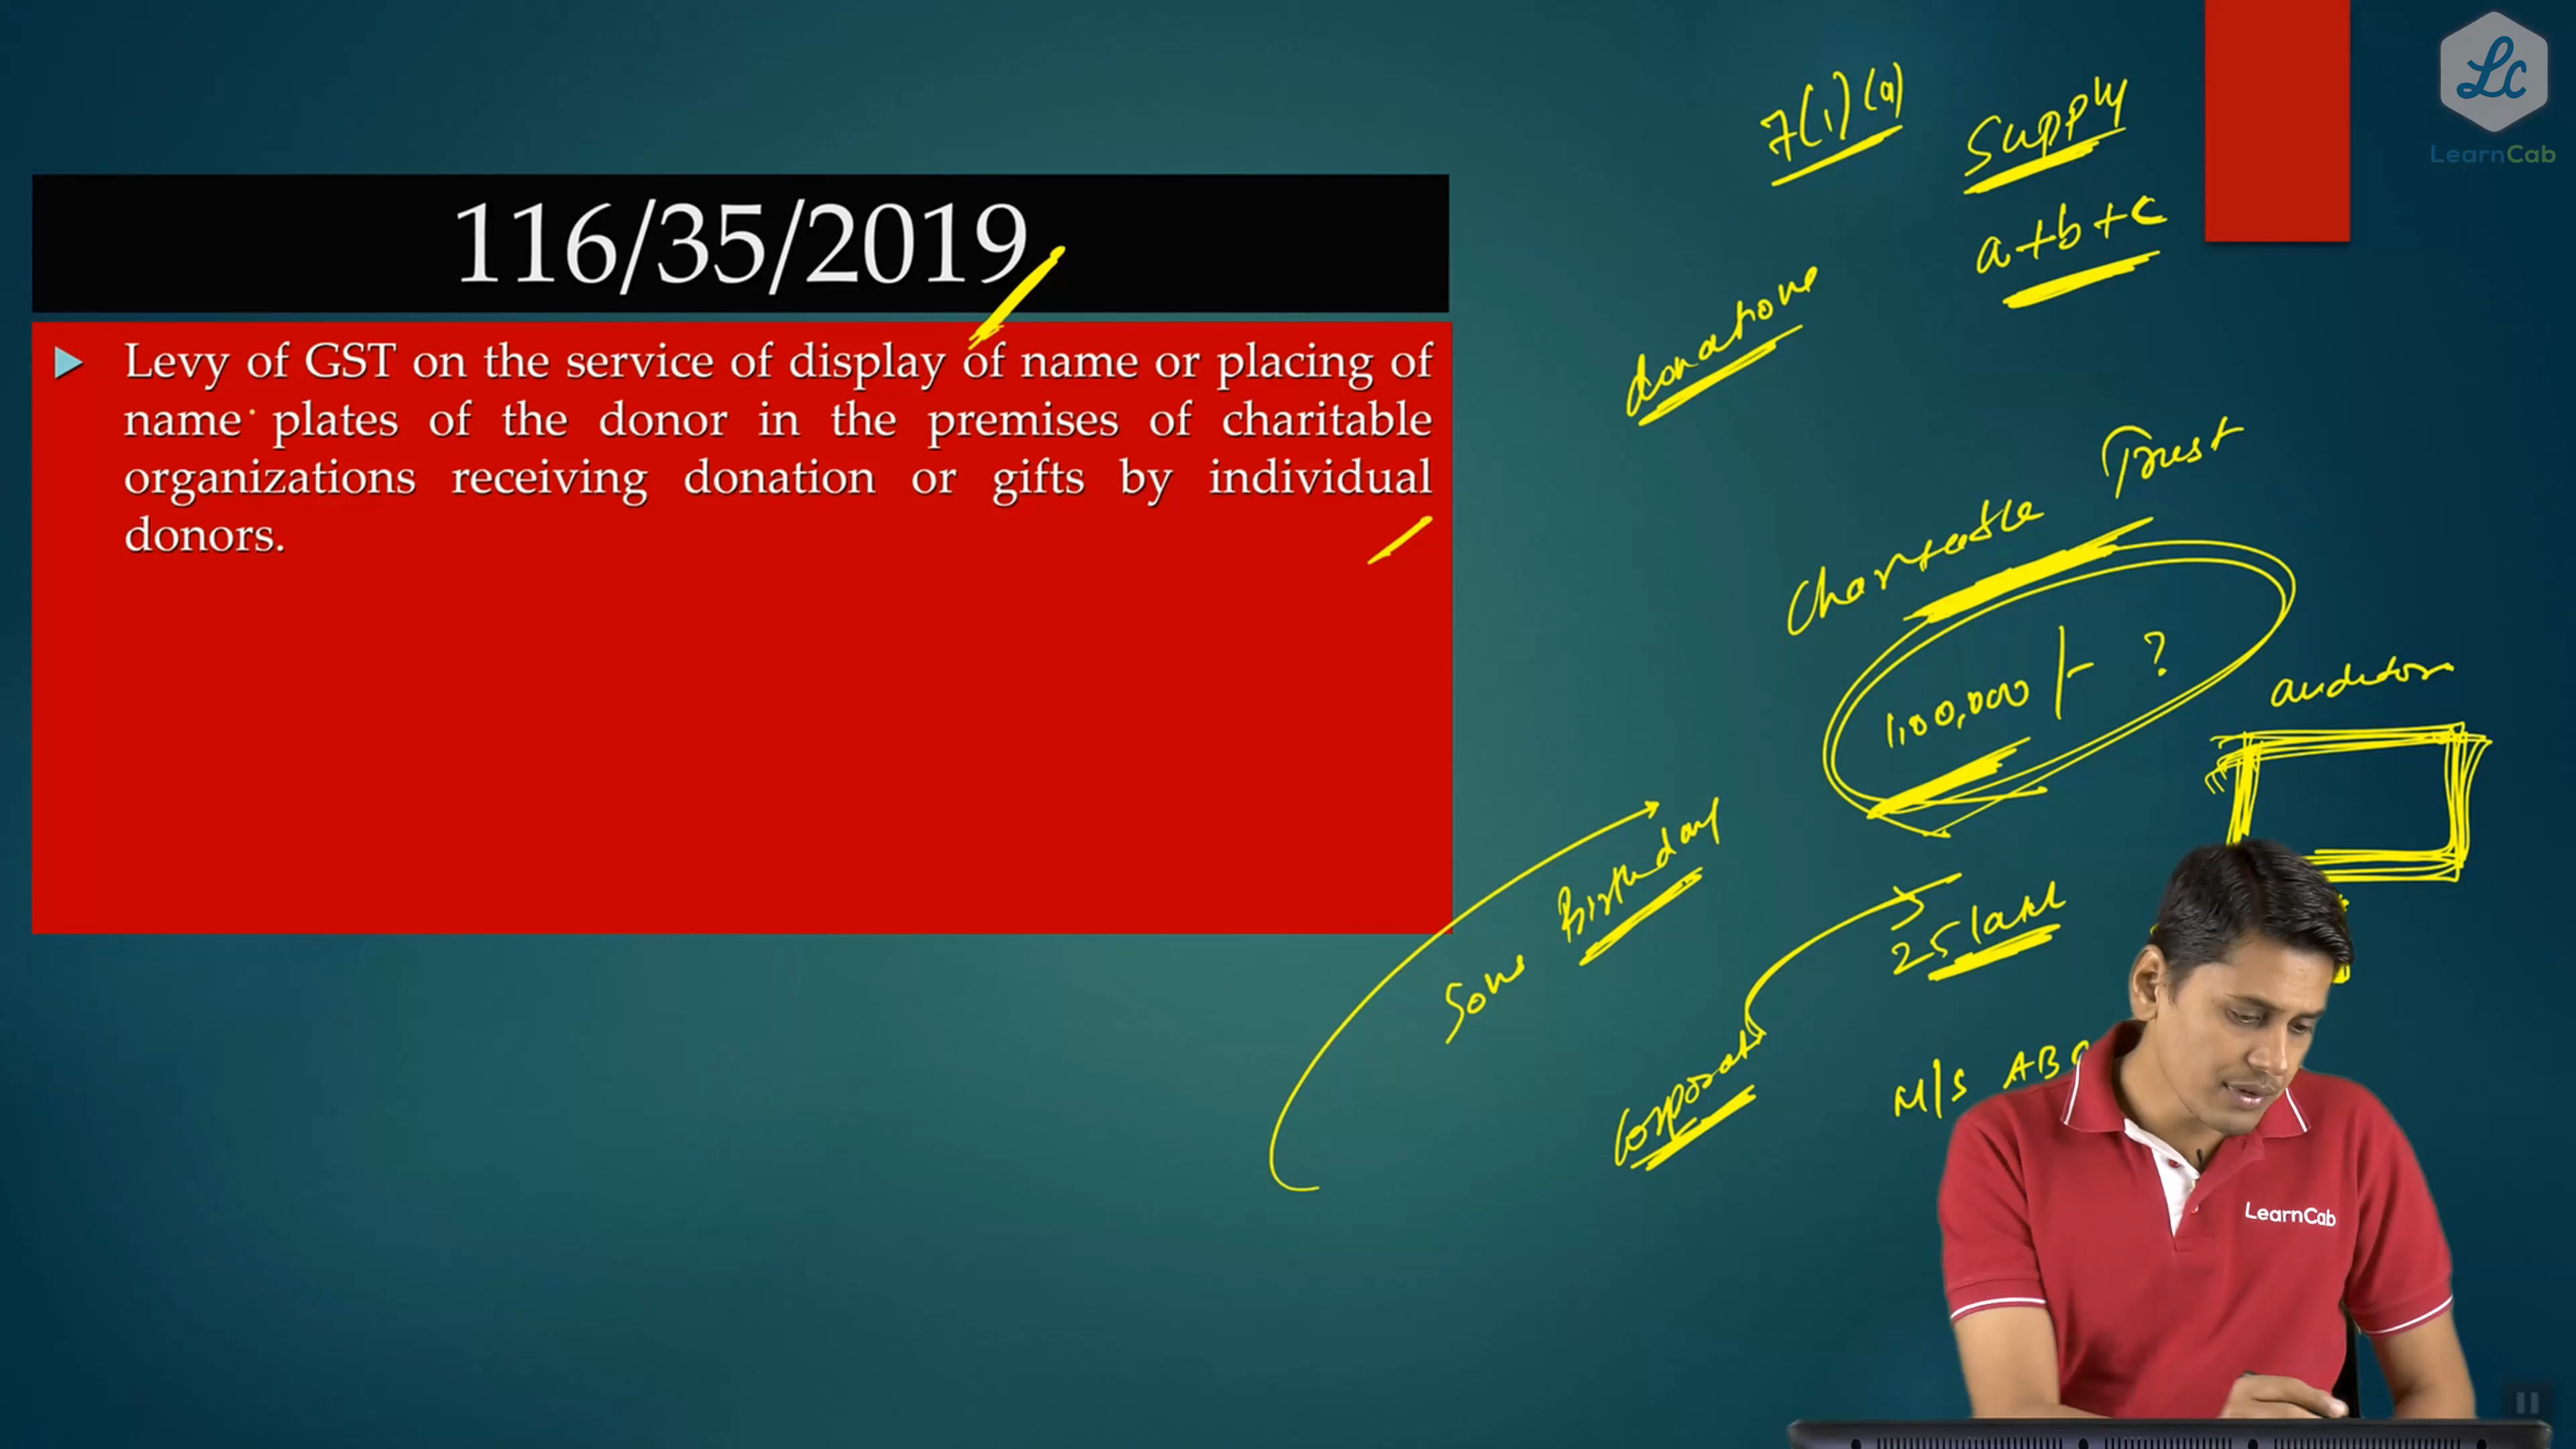 116/35/2019
Levy of GST on the service of display of name or placing of
name plates of the donor in the premises of charitable
organizations receiving donation or gifts by individual
donors.
7(1)(a)
Supply
a+b+c
donations
Charitable Trust
1,00,000/- ?
auditor
Sons Birthday
25 lakh
Corporate
M/S AB
LearnCab
LearnCab